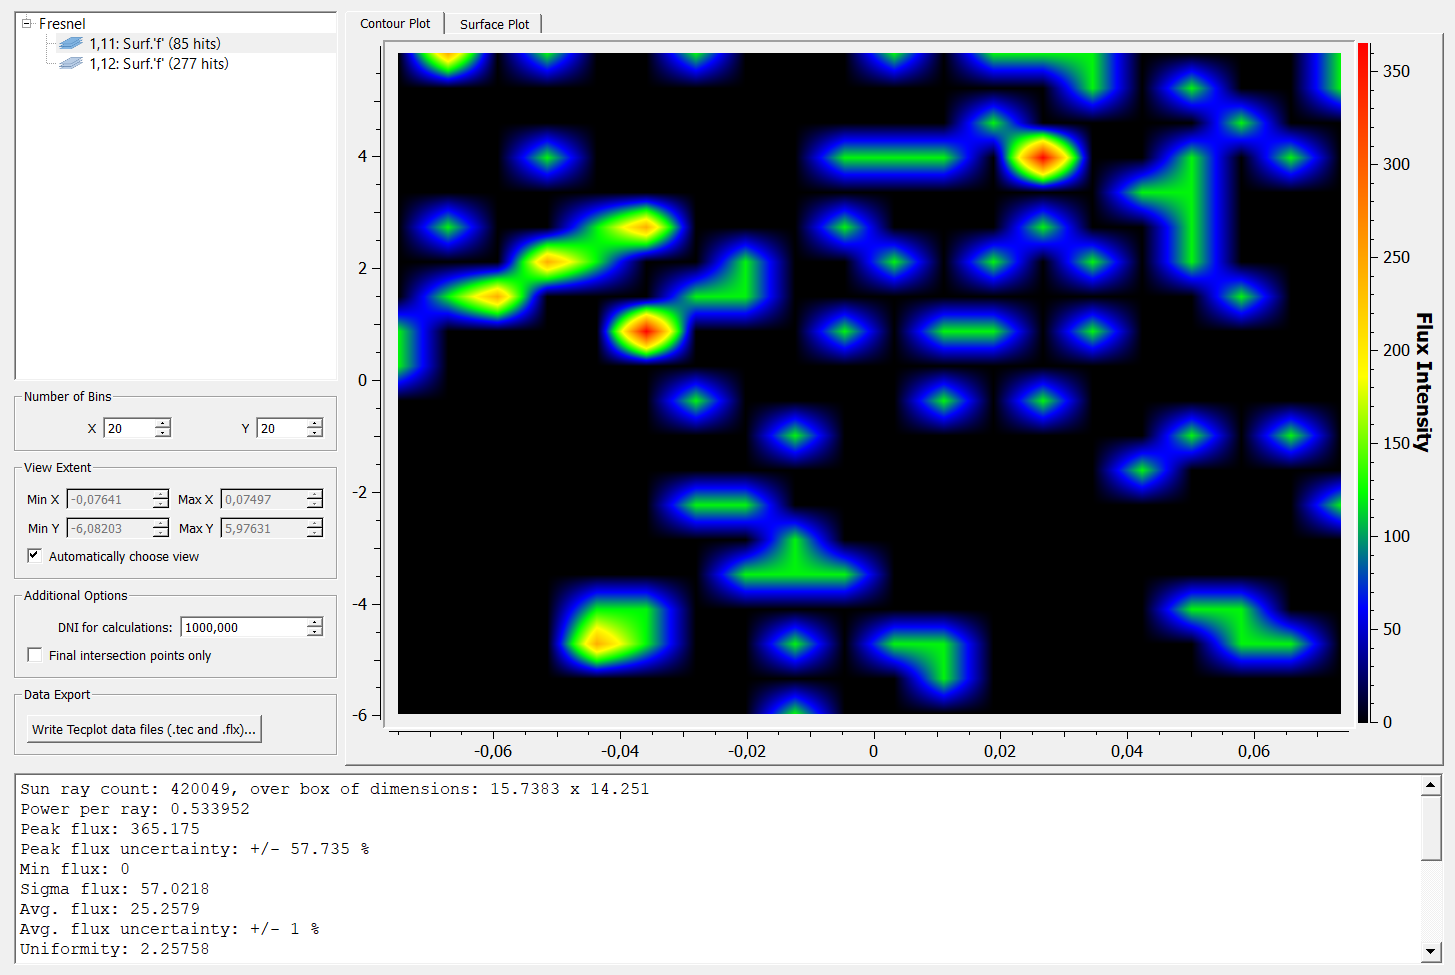 Fresnel
1,11: Surf.'f' (85 hits)
1,12: Surf.'f' (277 hits)
Number of Bins
X 20 Y 20
View Extent
Min X -0,07641 Max X 0,07497
Min Y -6,08203 Max Y 5,97631
Automatically choose view
Additional Options
DNI for calculations: 1000,000
Final intersection points only
Data Export
Write Tecplot data files (.tec and .flx)...
Contour Plot Surface Plot
4
2
0
-2
-4
-6
-0,06 -0,04 -0,02 0 0,02 0,04 0,06
350
300
250
200
150
100
50
0
Flux Intensity
Sun ray count: 420049, over box of dimensions: 15.7383 x 14.251
Power per ray: 0.533952
Peak flux: 365.175
Peak flux uncertainty: +/- 57.735 %
Min flux: 0
Sigma flux: 57.0218
Avg. flux: 25.2579
Avg. flux uncertainty: +/- 1 %
Uniformity: 2.25758